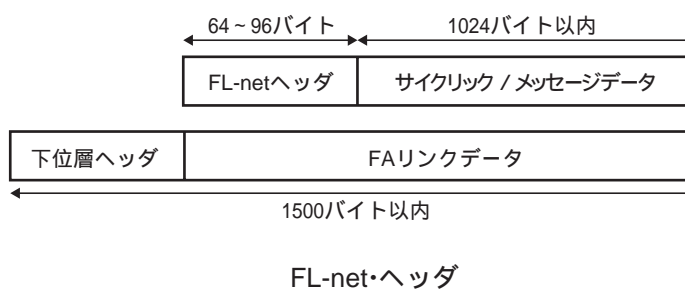 64～96バイト 1024バイト以内
FL-netヘッダ サイクリック / メッセージデータ
下位層ヘッダ FAリンクデータ
1500バイト以内
FL-net･ヘッダ